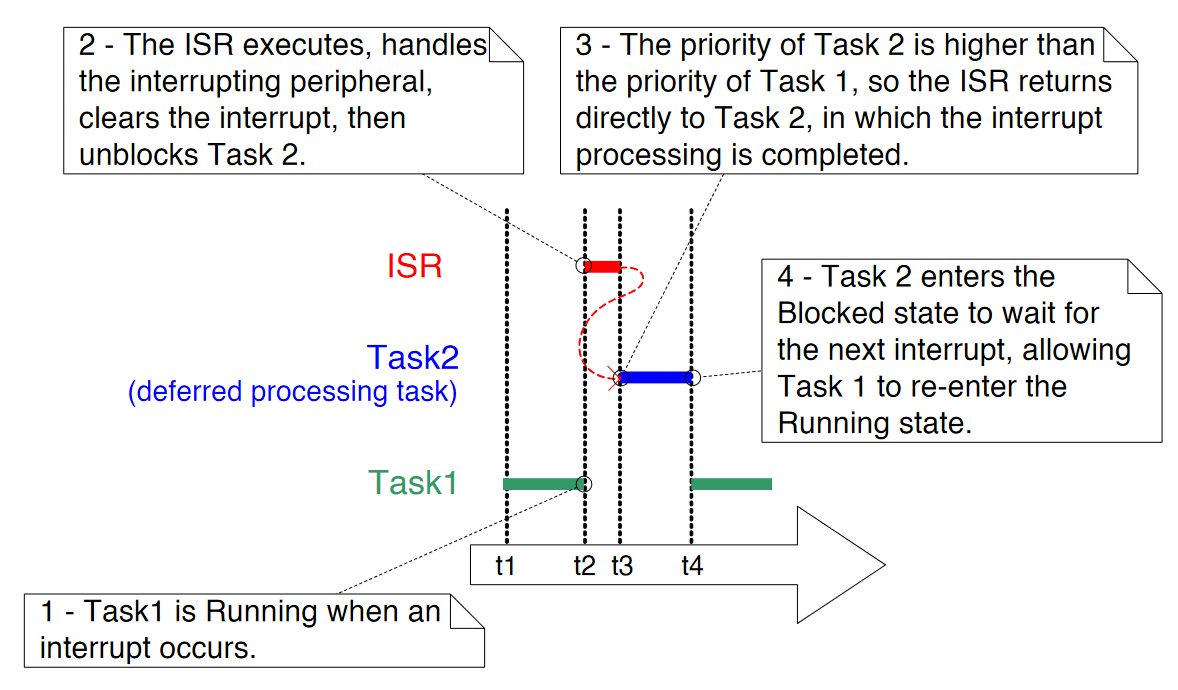 2 - The ISR executes, handles
the interrupting peripheral,
clears the interrupt, then
unblocks Task 2.
3 - The priority of Task 2 is higher than
the priority of Task 1, so the ISR returns
directly to Task 2, in which the interrupt
processing is completed.
ISR
4 - Task 2 enters the
Blocked state to wait for
the next interrupt, allowing
Task 1 to re-enter the
Running state.
Task2
(deferred processing task)
Task1
t1 t2 t3 t4
1 - Task1 is Running when an
interrupt occurs.